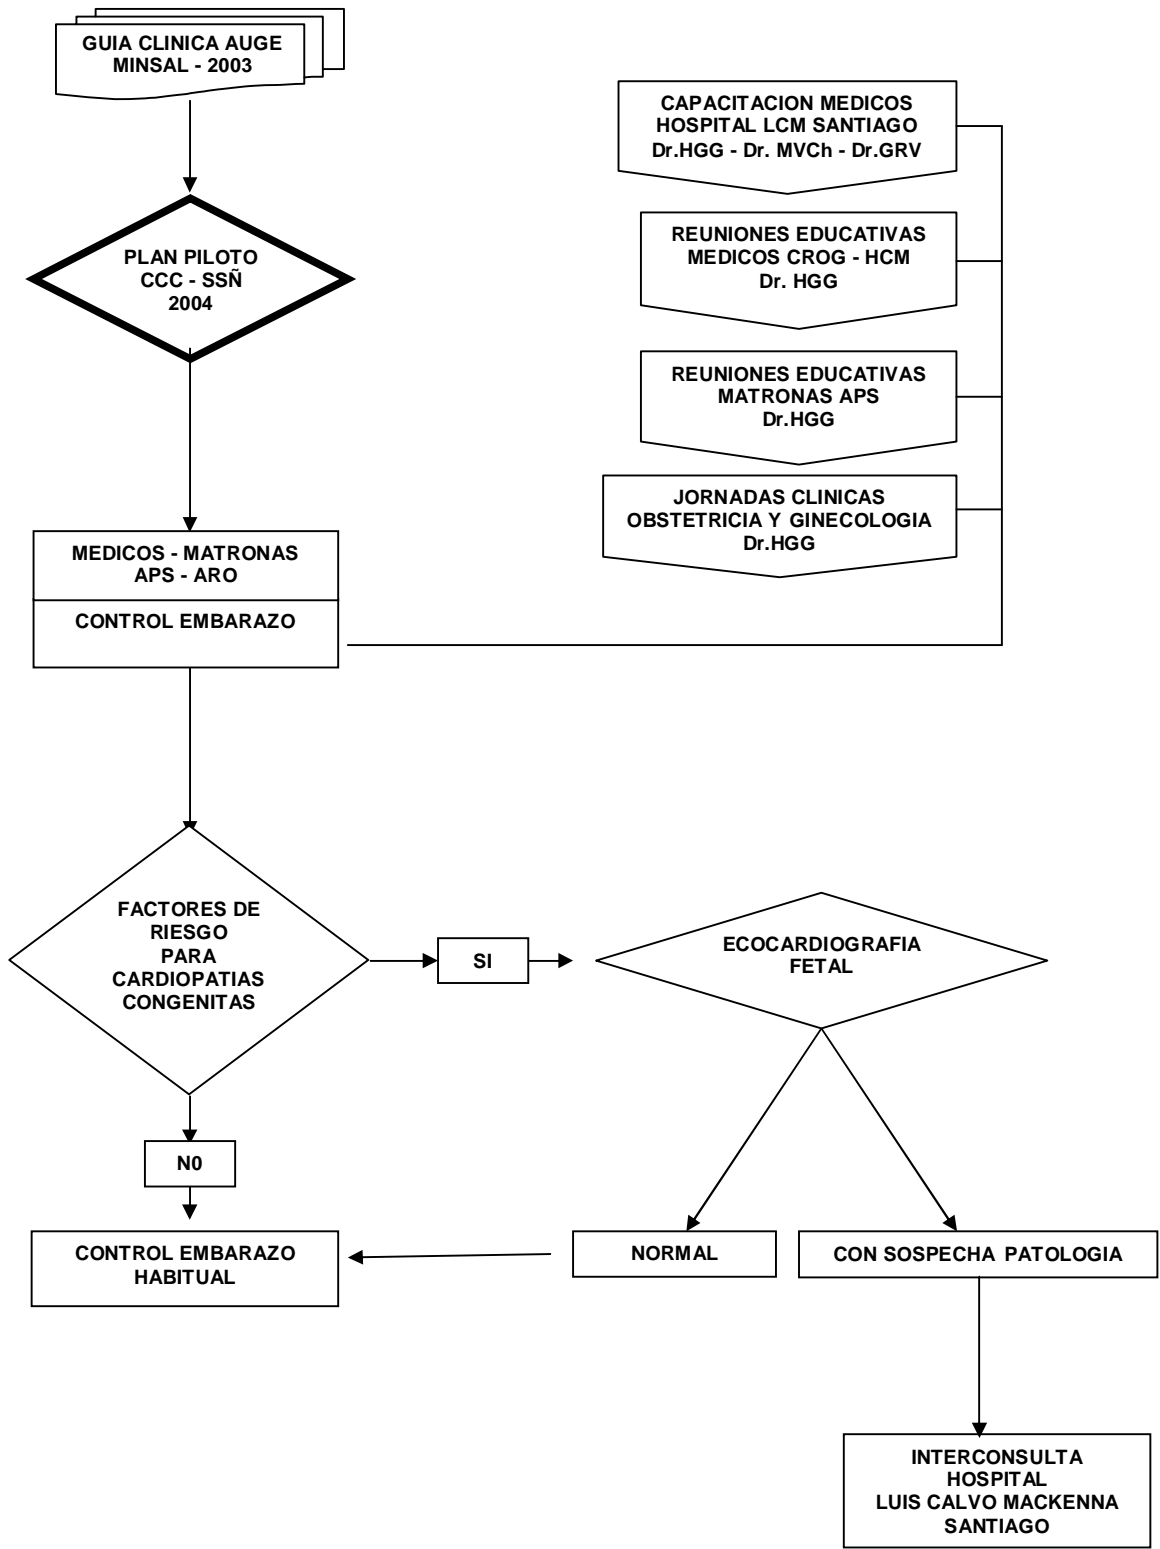 GUIA CLINICA AUGE
MINSAL - 2003
CAPACITACION MEDICOS
HOSPITAL LCM SANTIAGO
Dr.HGG - Dr. MVCh - Dr.GRV
REUNIONES EDUCATIVAS
MEDICOS CROG - HCM
Dr. HGG
PLAN PILOTO
CCC - SSÑ
2004
REUNIONES EDUCATIVAS
MATRONAS APS
Dr.HGG
JORNADAS CLINICAS
OBSTETRICIA Y GINECOLOGIA
Dr.HGG
MEDICOS - MATRONAS
APS - ARO
CONTROL EMBARAZO
FACTORES DE
RIESGO
PARA
CARDIOPATIAS
CONGENITAS
SI
ECOCARDIOGRAFIA
FETAL
N0
CONTROL EMBARAZO
HABITUAL
NORMAL
CON SOSPECHA PATOLOGIA
INTERCONSULTA
HOSPITAL
LUIS CALVO MACKENNA
SANTIAGO